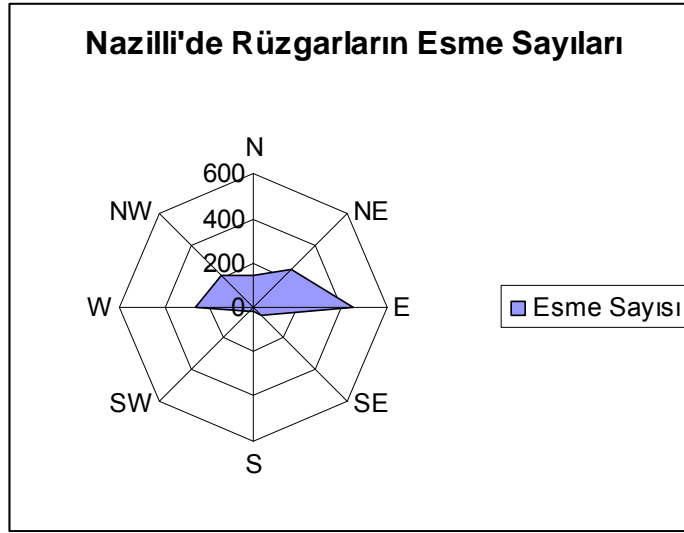 Nazilli'de Rüzgarların Esme Sayıları
N
600
NW
NE
400
200
W
0
E
Esme Sayısı
SW
SE
S